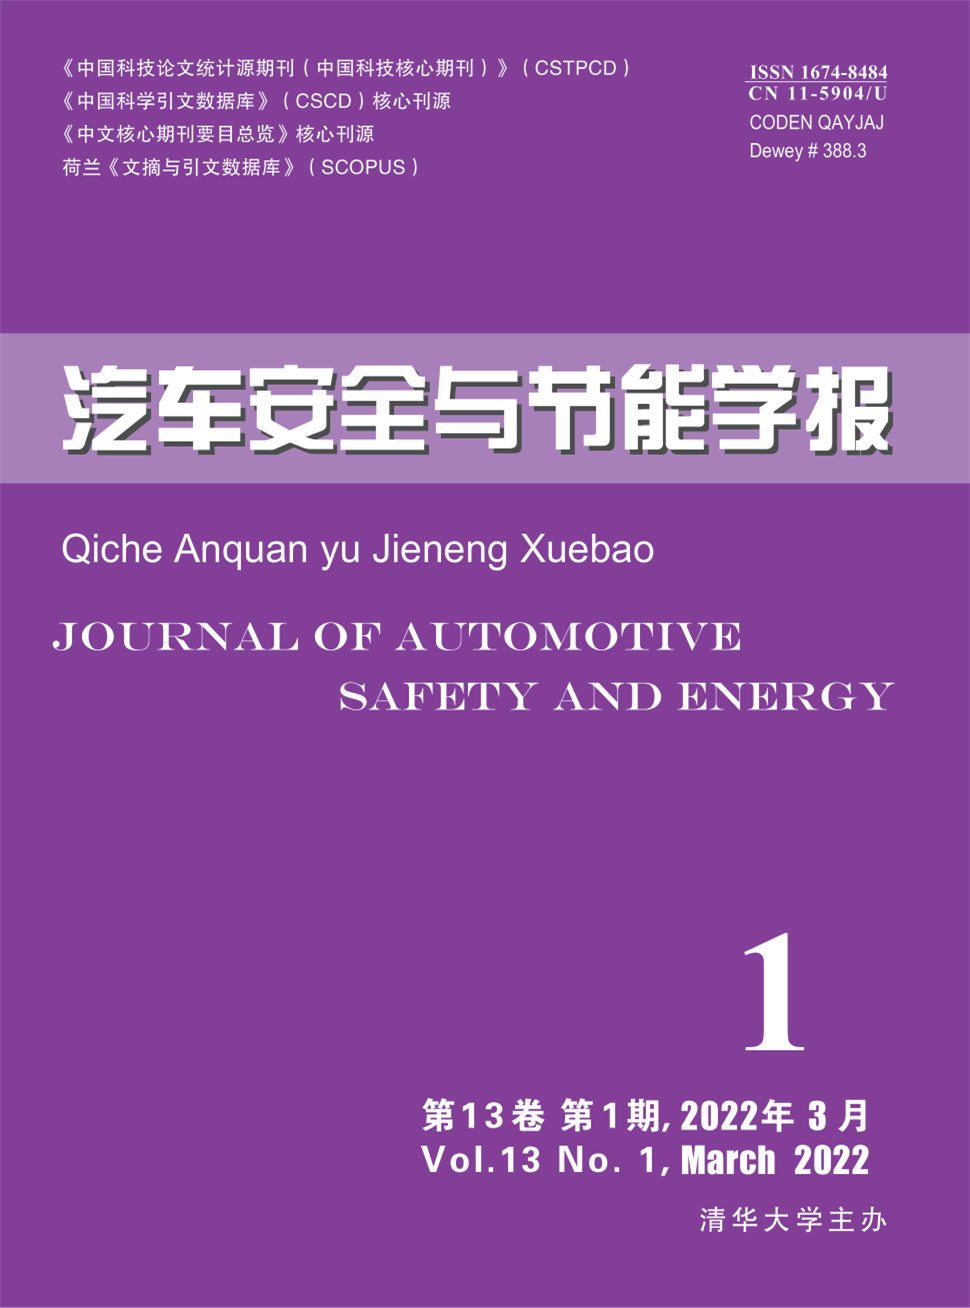 《中国科技论文统计源期刊（中国科技核心期刊）》（CSTPCD）
《中国科学引文数据库》（CSCD）核心刊源
《中文核心期刊要目总览》核心刊源
荷兰《文摘与引文数据库》（SCOPUS）
ISSN 1674-8484
CN 11-5904/U
CODEN QAYJAJ
Dewey # 388.3
汽车安全与节能学报
Qiche Anquan yu Jieneng Xuebao
JOURNAL OF AUTOMOTIVE
SAFETY AND ENERGY
1
第13卷 第1期, 2022年 3 月
Vol.13 No. 1, March 2022
清华大学主办